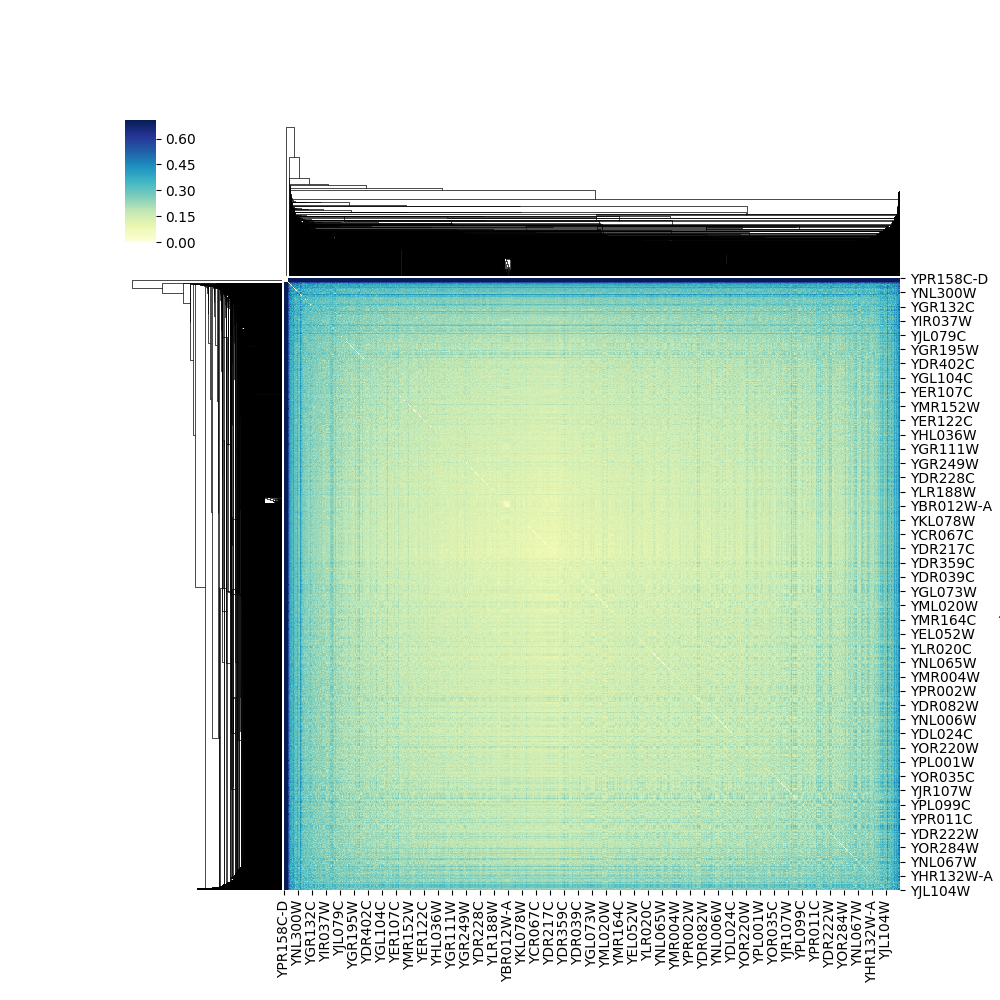 0.60
0.45
0.30
0.15
0.00
YPR158C-D
YNL300W
YGR132C
YIR037W
YJL079C
YGR195W
YDR402C
YGL104C
YER107C
YMR152W
YER122C
YHL036W
YGR111W
YGR249W
YDR228C
YLR188W
YBR012W-A
YKL078W
YCR067C
YDR217C
YDR359C
YDR039C
YGL073W
YML020W
YMR164C
YEL052W
YLR020C
YNL065W
YMR004W
YPR002W
YDR082W
YNL006W
YDL024C
YOR220W
YPL001W
YOR035C
YJR107W
YPL099C
YPR011C
YDR222W
YOR284W
YNL067W
YHR132W-A
YJL104W
YPR158C-D
YNL300W
YGR132C
YIR037W
YJL079C
YGR195W
YDR402C
YGL104C
YER107C
YMR152W
YER122C
YHL036W
YGR111W
YGR249W
YDR228C
YLR188W
YBR012W-A
YKL078W
YCR067C
YDR217C
YDR359C
YDR039C
YGL073W
YML020W
YMR164C
YEL052W
YLR020C
YNL065W
YMR004W
YPR002W
YDR082W
YNL006W
YDL024C
YOR220W
YPL001W
YOR035C
YJR107W
YPL099C
YPR011C
YDR222W
YOR284W
YNL067W
YHR132W-A
YJL104W